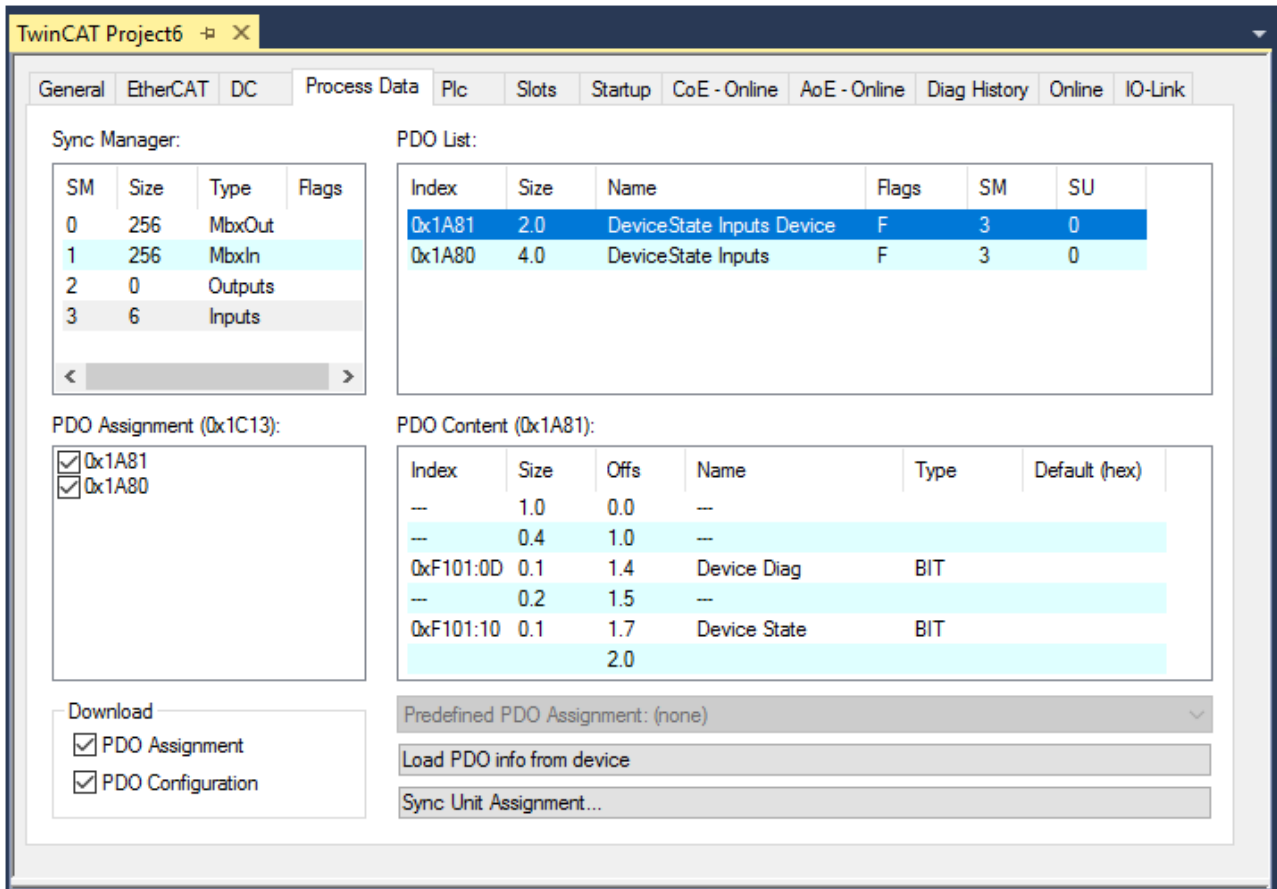 TwinCAT Project6
General EtherCAT DC Process Data Plc Slots Startup CoE - Online AoE - Online Diag History Online IO-Link
Sync Manager:
SM Size Type Flags
0 256 MbxOut
1 256 MbxIn
2 0 Outputs
3 6 Inputs
PDO List:
Index Size Name Flags SM SU
0x1A81 2.0 DeviceState Inputs Device F 3 0
0x1A80 4.0 DeviceState Inputs F 3 0
PDO Assignment (0x1C13):
0x1A81
0x1A80
PDO Content (0x1A81):
Index Size Offs Name Type Default (hex)
--- 1.0 0.0 ---
--- 0.4 1.0 ---
0xF101:0D 0.1 1.4 Device Diag BIT
--- 0.2 1.5 ---
0xF101:10 0.1 1.7 Device State BIT
2.0
Download
PDO Assignment
PDO Configuration
Predefined PDO Assignment: (none)
Load PDO info from device
Sync Unit Assignment...